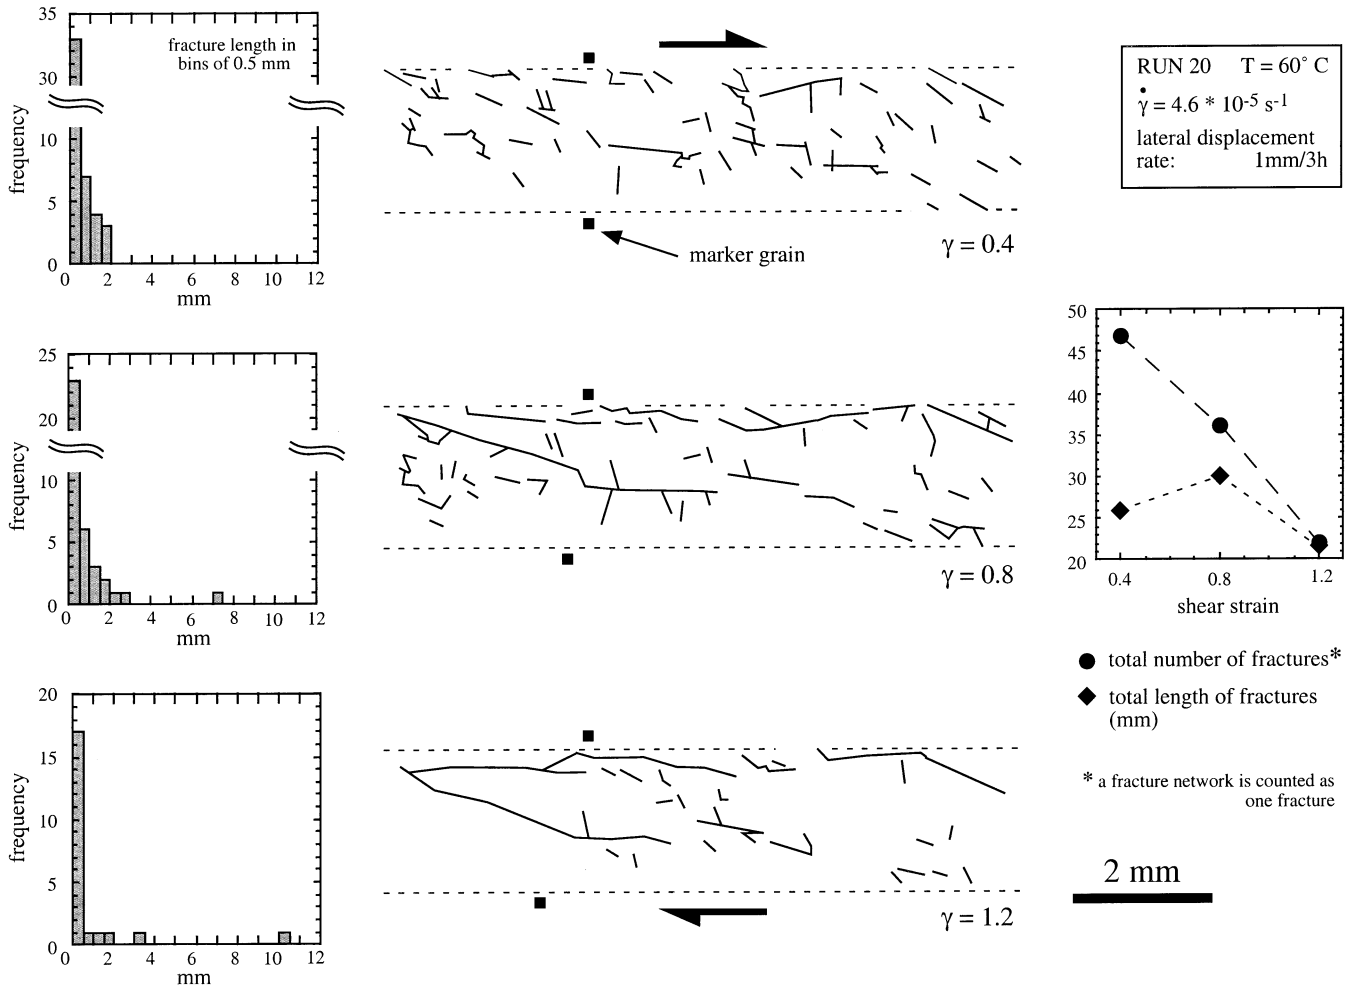 35
30
10
5
0
frequency
fracture length in
bins of 0.5 mm
0 2 4 6 8 10 12
mm
marker grain
γ = 0.4
RUN 20 T = 60° C
γ̇ = 4.6 * 10⁻⁵ s⁻¹
lateral displacement
rate: 1mm/3h
25
20
10
5
0
frequency
0 2 4 6 8 10 12
mm
γ = 0.8
50
45
40
35
30
25
20
0.4 0.8 1.2
shear strain
total number of fractures*
total length of fractures
(mm)
* a fracture network is counted as
one fracture
2 mm
20
15
10
5
0
frequency
0 2 4 6 8 10 12
mm
γ = 1.2